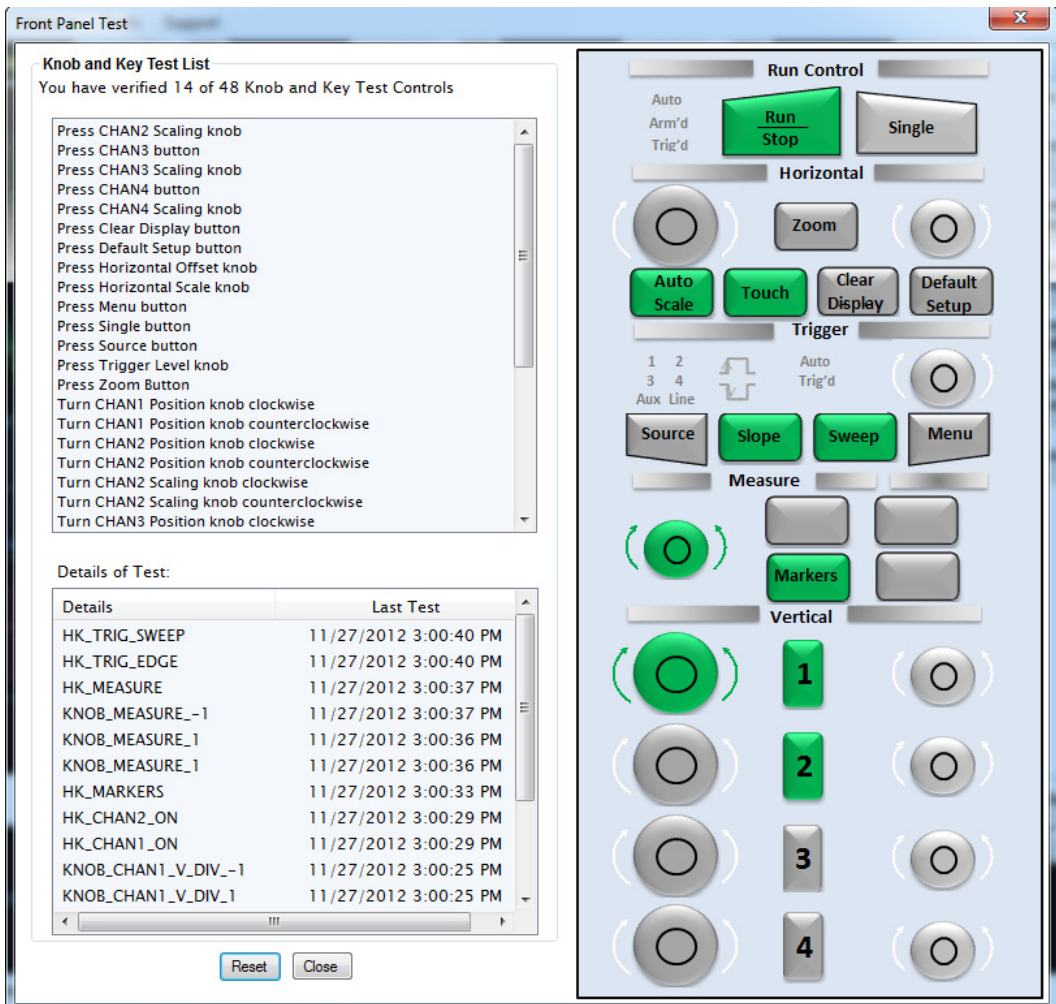 Front Panel Test
Knob and Key Test List
You have verified 14 of 48 Knob and Key Test Controls
Press CHAN2 Scaling knob
Press CHAN3 button
Press CHAN3 Scaling knob
Press CHAN4 button
Press CHAN4 Scaling knob
Press Clear Display button
Press Default Setup button
Press Horizontal Offset knob
Press Horizontal Scale knob
Press Menu button
Press Single button
Press Source button
Press Trigger Level knob
Press Zoom Button
Turn CHAN1 Position knob clockwise
Turn CHAN1 Position knob counterclockwise
Turn CHAN2 Position knob clockwise
Turn CHAN2 Position knob counterclockwise
Turn CHAN2 Scaling knob clockwise
Turn CHAN2 Scaling knob counterclockwise
Turn CHAN3 Position knob clockwise
Details of Test:
Details Last Test
HK_TRIG_SWEEP 11/27/2012 3:00:40 PM
HK_TRIG_EDGE 11/27/2012 3:00:40 PM
HK_MEASURE 11/27/2012 3:00:37 PM
KNOB_MEASURE_-1 11/27/2012 3:00:37 PM
KNOB_MEASURE_1 11/27/2012 3:00:36 PM
KNOB_MEASURE_1 11/27/2012 3:00:36 PM
HK_MARKERS 11/27/2012 3:00:33 PM
HK_CHAN2_ON 11/27/2012 3:00:29 PM
HK_CHAN1_ON 11/27/2012 3:00:29 PM
KNOB_CHAN1_V_DIV_-1 11/27/2012 3:00:25 PM
KNOB_CHAN1_V_DIV_1 11/27/2012 3:00:25 PM
Reset Close
Run Control
Auto
Arm'd
Trig'd
Run
Stop
Single
Horizontal
Zoom
Auto
Scale
Touch
Clear
Display
Default
Setup
Trigger
1 2
3 4
Aux Line
Auto
Trig'd
Source
Slope
Sweep
Menu
Measure
Markers
Vertical
1
2
3
4